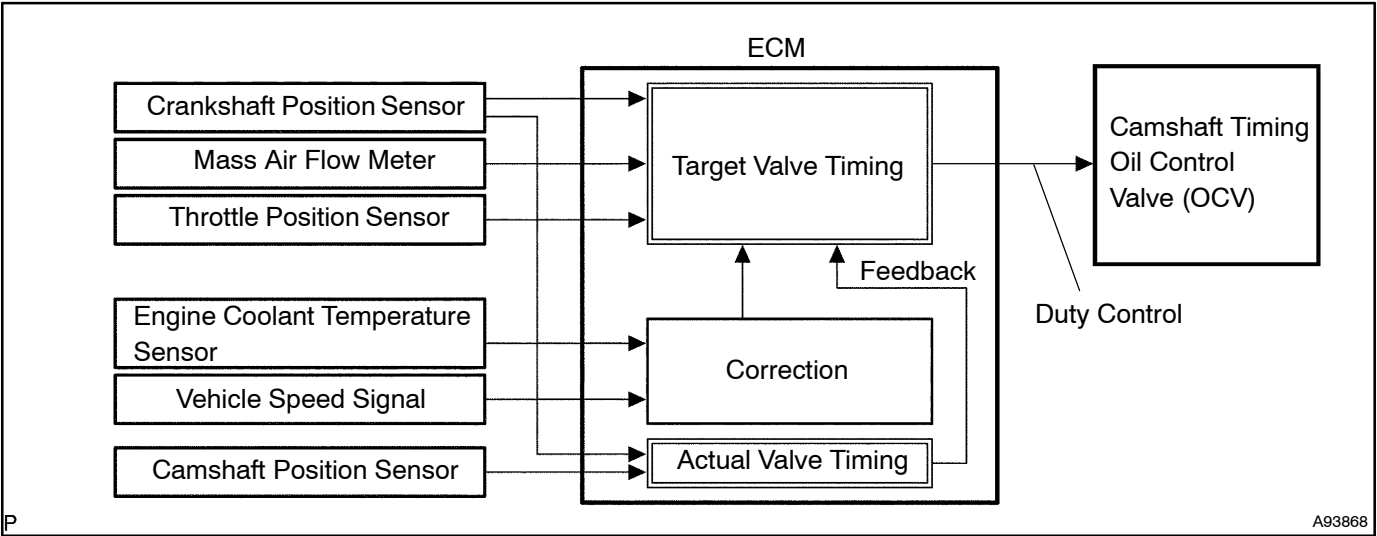 ECM
Crankshaft Position Sensor
Mass Air Flow Meter
Throttle Position Sensor
Engine Coolant Temperature
Sensor
Vehicle Speed Signal
Camshaft Position Sensor
Target Valve Timing
Feedback
Correction
Actual Valve Timing
Camshaft Timing
Oil Control
Valve (OCV)
Duty Control
P
A93868